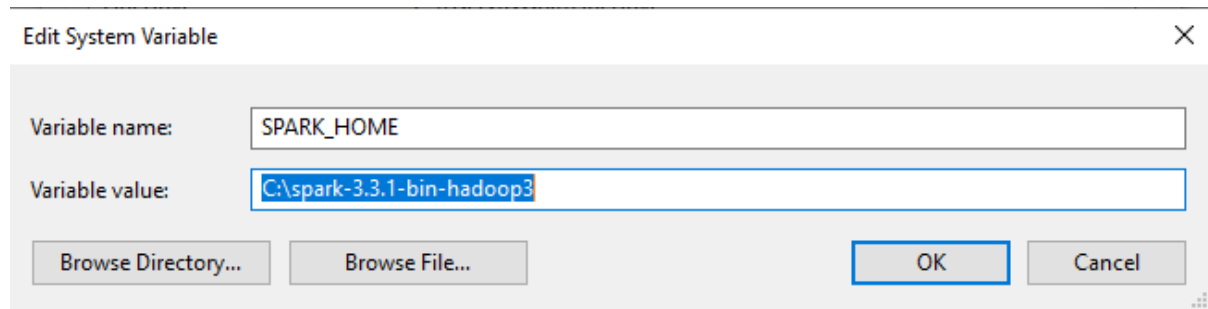 Edit System Variable
Variable name: SPARK_HOME
Variable value: C:\spark-3.3.1-bin-hadoop3
Browse Directory... Browse File... OK Cancel